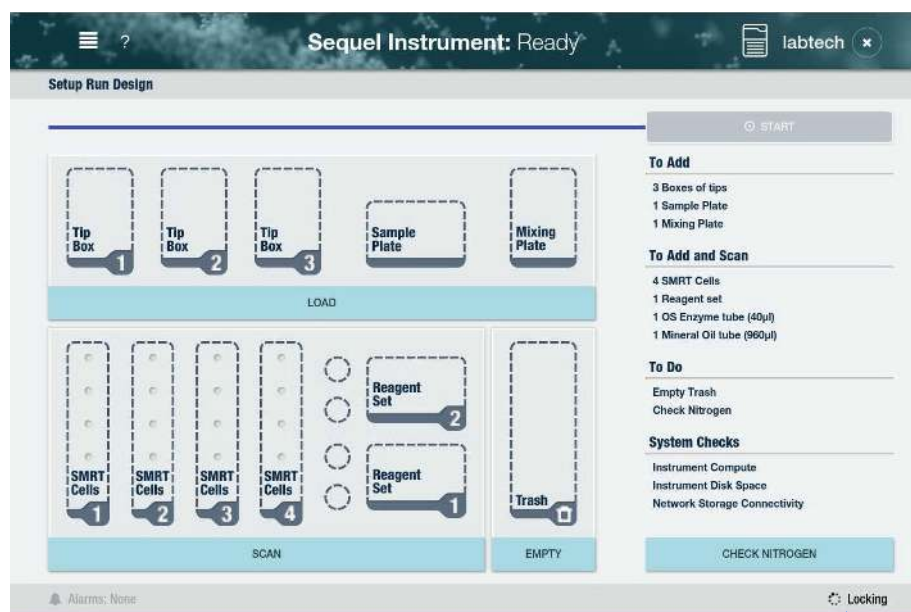 ?
Sequel Instrument: Ready
labtech
Setup Run Design
START
Tip
Box
1
Tip
Box
2
Tip
Box
3
Sample
Plate
Mixing
Plate
LOAD
SMRT
Cells
1
SMRT
Cells
2
SMRT
Cells
3
SMRT
Cells
4
Reagent
Set
2
Reagent
Set
1
Trash
SCAN
EMPTY
To Add
3 Boxes of tips
1 Sample Plate
1 Mixing Plate
To Add and Scan
4 SMRT Cells
1 Reagent set
1 OS Enzyme tube (40µl)
1 Mineral Oil tube (960µl)
To Do
Empty Trash
Check Nitrogen
System Checks
Instrument Compute
Instrument Disk Space
Network Storage Connectivity
CHECK NITROGEN
Alarms: None
Locking